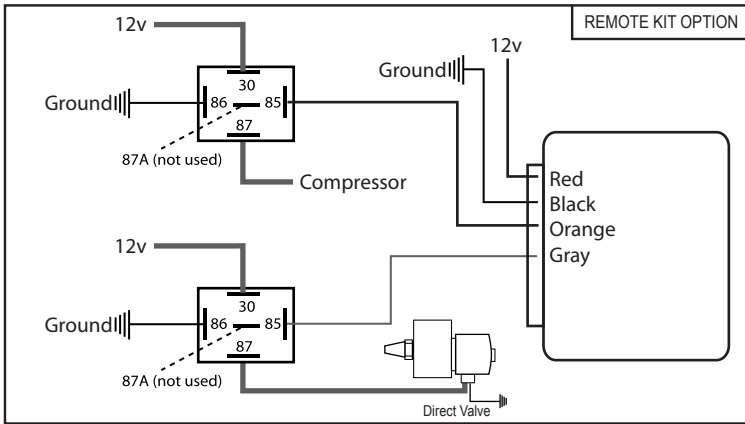 REMOTE KIT OPTION
12v
30
Ground
86
85
87
87A (not used)
Compressor
12v
Ground
Red
Black
Orange
Gray
12v
30
Ground
86
85
87
87A (not used)
Direct Valve